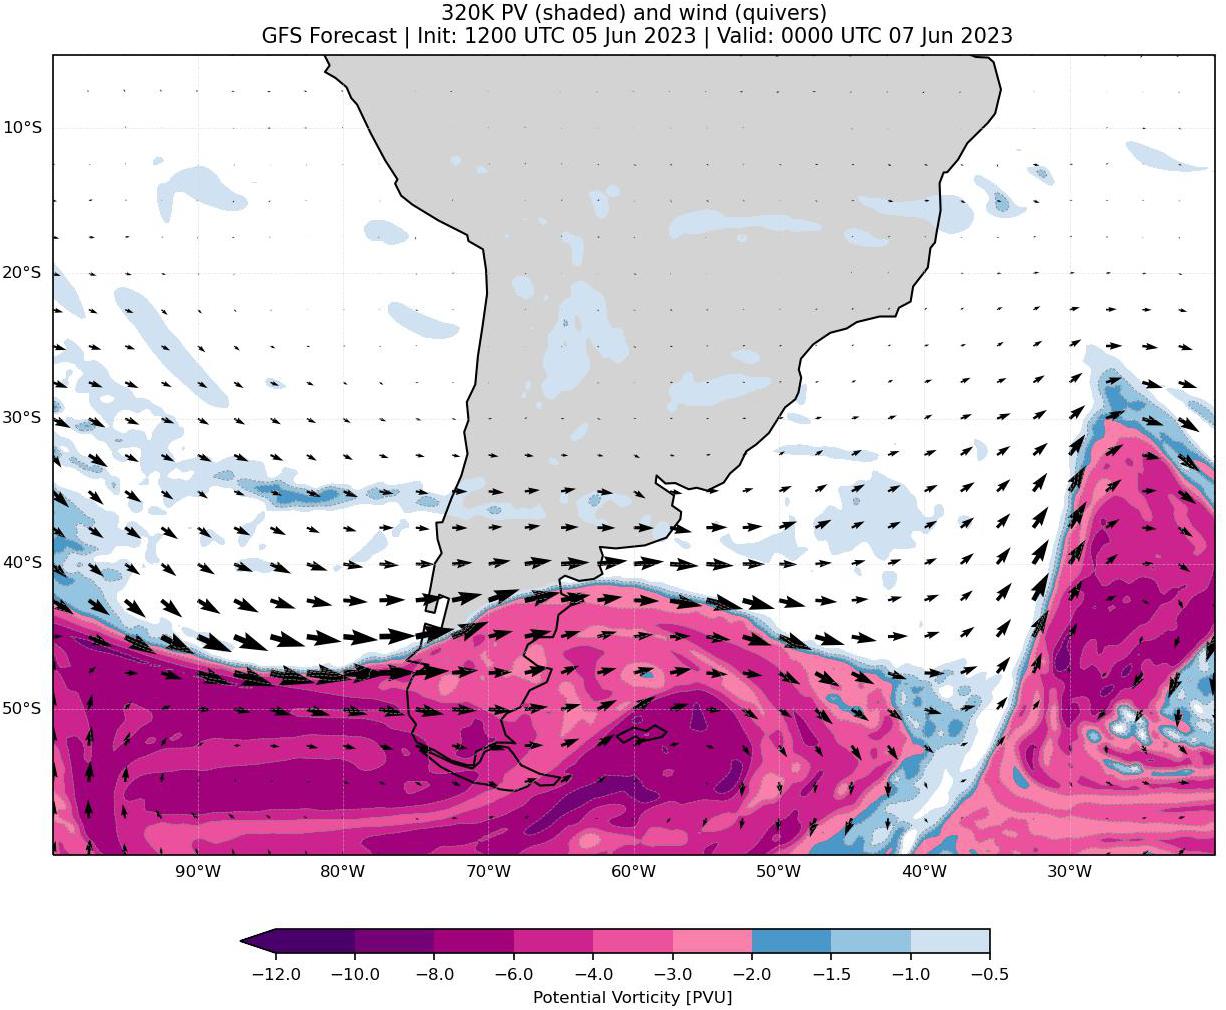 320K PV (shaded) and wind (quivers)
GFS Forecast | Init: 1200 UTC 05 Jun 2023 | Valid: 0000 UTC 07 Jun 2023
10°S
20°S
30°S
40°S
50°S
90°W
80°W
70°W
60°W
50°W
40°W
30°W
−12.0
−10.0
−8.0
−6.0
−4.0
−3.0
−2.0
−1.5
−1.0
−0.5
Potential Vorticity [PVU]